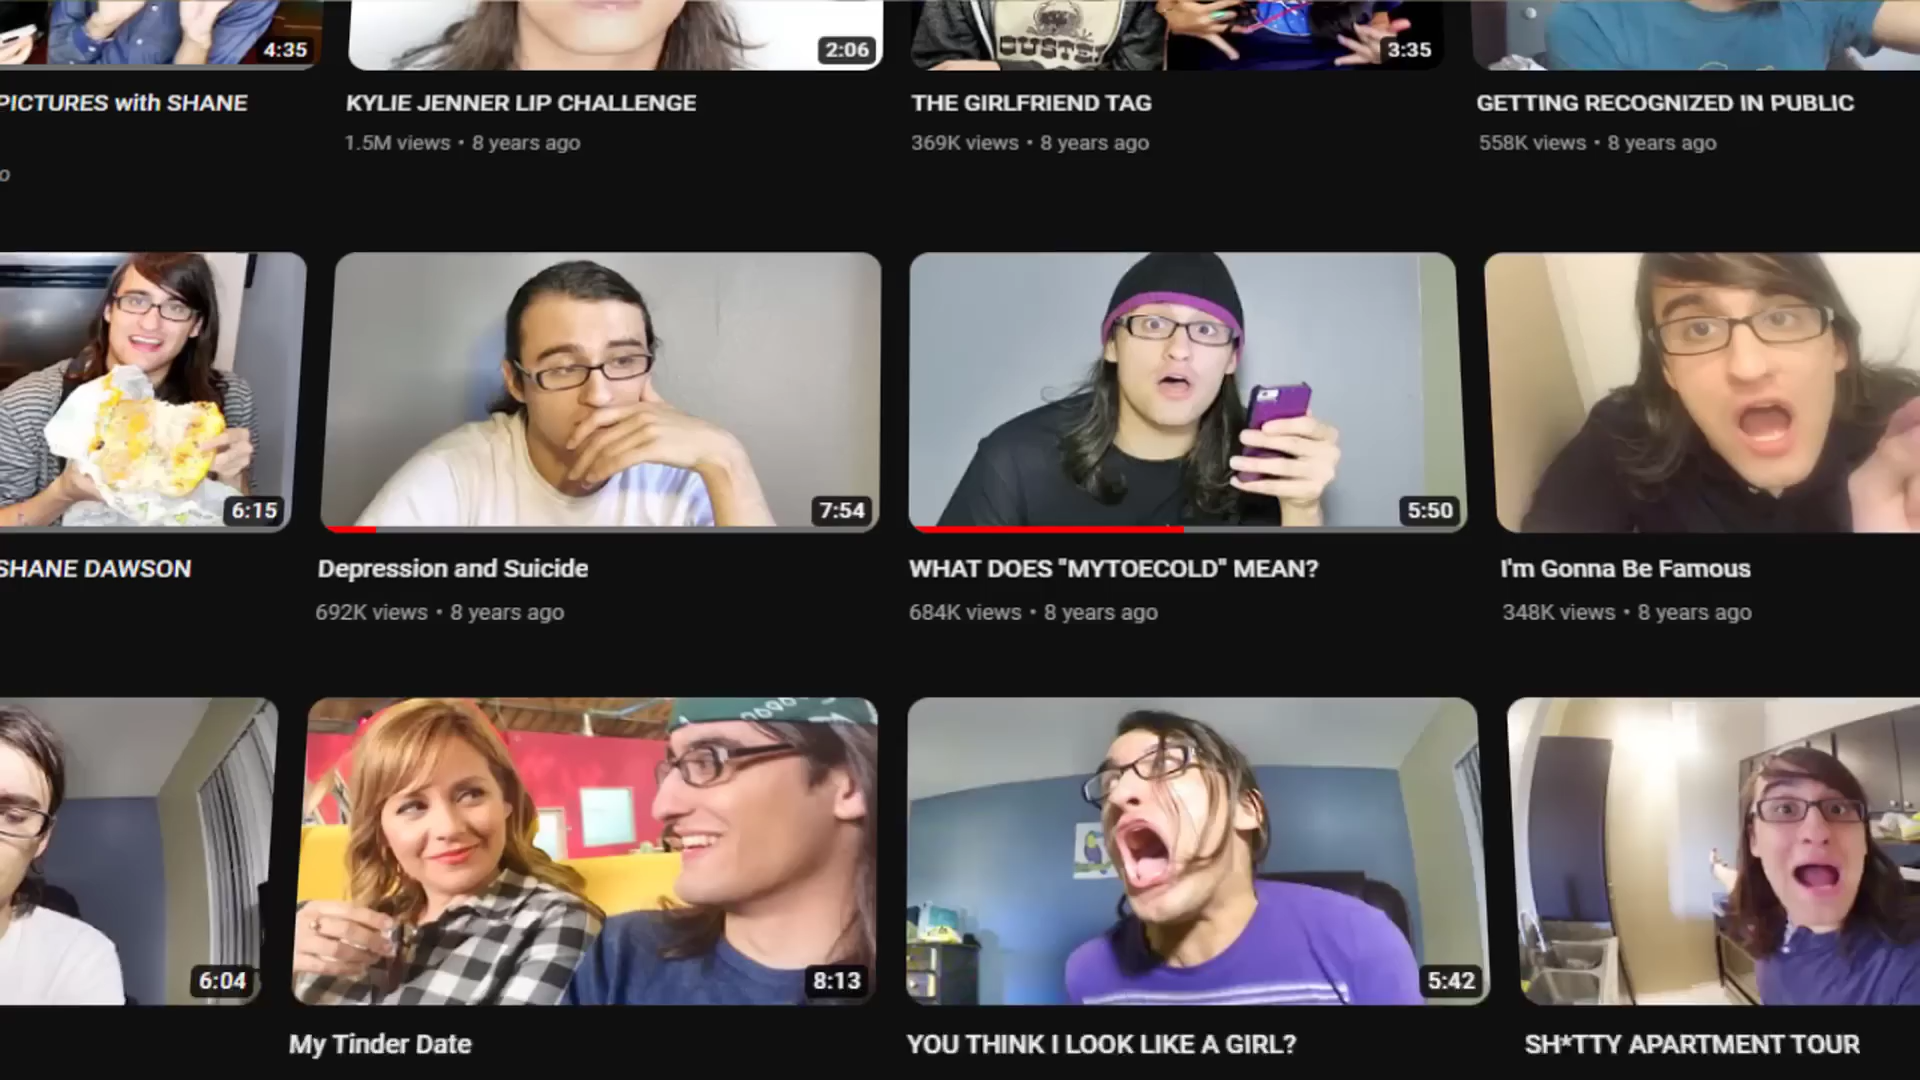 4:35
2:06
3:35
PICTURES with SHANE
KYLIE JENNER LIP CHALLENGE
THE GIRLFRIEND TAG
GETTING RECOGNIZED IN PUBLIC
1.5M views • 8 years ago
369K views • 8 years ago
558K views • 8 years ago
o
6:15
7:54
5:50
SHANE DAWSON
Depression and Suicide
WHAT DOES "MYTOECOLD" MEAN?
I'm Gonna Be Famous
692K views • 8 years ago
684K views • 8 years ago
348K views • 8 years ago
6:04
8:13
5:42
My Tinder Date
YOU THINK I LOOK LIKE A GIRL?
SH*TTY APARTMENT TOUR